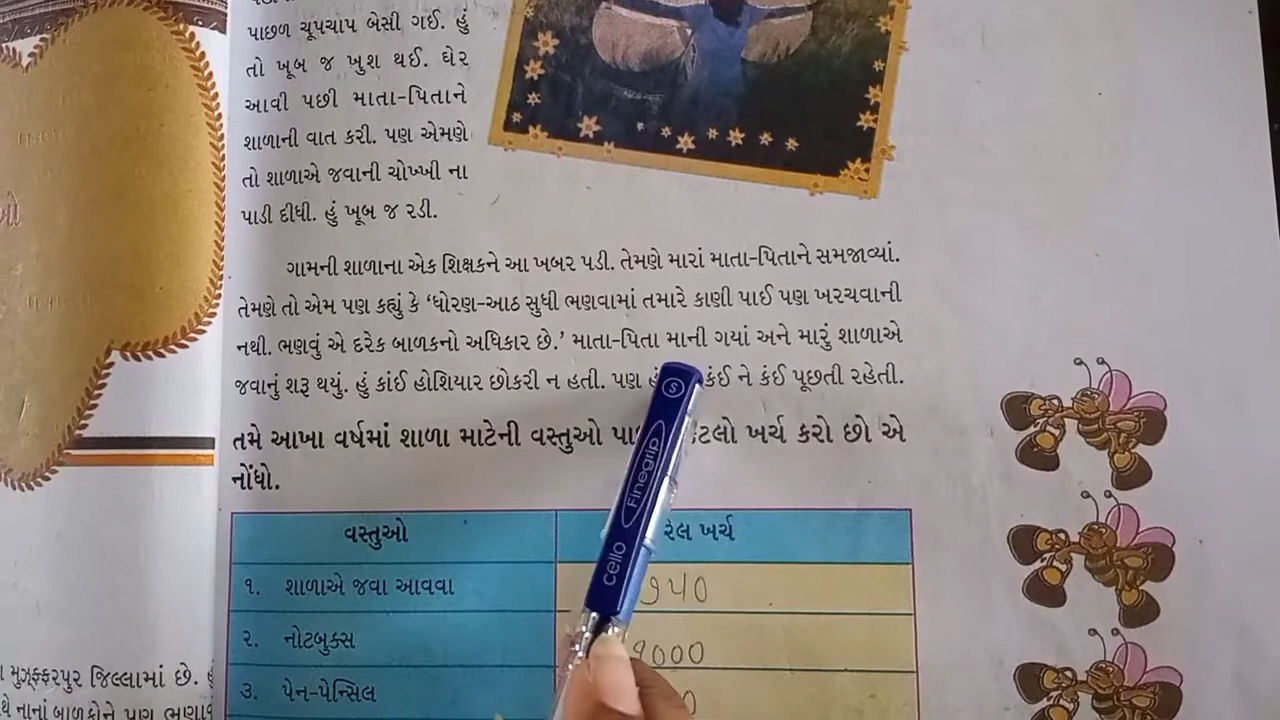 પાછળ ચૂપચાપ બેસી ગઈ. હું
તો ખૂબ જ ખુશ થઈ. ઘેર
આવી પછી માતા-પિતાને
શાળાની વાત કરી. પણ એમણે
તો શાળાએ જવાની ચોખ્ખી ના
પાડી દીધી. હું ખૂબ જ રડી.
ગામની શાળાના એક શિક્ષકને આ ખબર પડી. તેમણે મારાં માતા-પિતાને સમજાવ્યાં.
તેમણે તો એમ પણ કહ્યું કે ‘ધોરણ-આઠ સુધી ભણવામાં તમારે કાણી પાઈ પણ ખરચવાની
નથી. ભણવું એ દરેક બાળકનો અધિકાર છે.’ માતા-પિતા માની ગયાં અને મારું શાળાએ
જવાનું શરૂ થયું. હું કાંઈ હોશિયાર છોકરી ન હતી. પણ હું કંઈ ને કંઈ પૂછતી રહેતી.
તમે આખા વર્ષમાં શાળા માટેની વસ્તુઓ ખર્ચ કરો છો એ
નોંધો.
વસ્તુઓ ખર્ચ
૧. શાળાએ જવા આવવા
૨. નોટબુક્સ
૩. પેન-પેન્સિલ
મુઝફ્ફરપુર જિલ્લામાં છે.
નાનાં બાળકોને પણ
cello Finegrip S